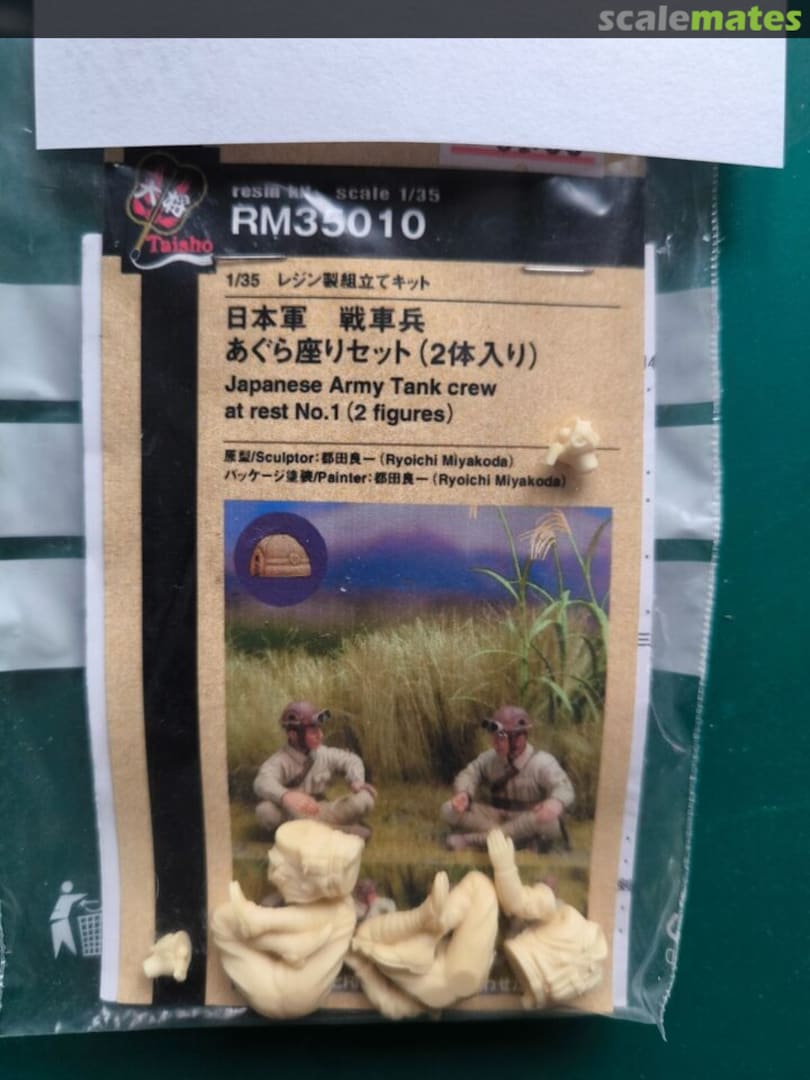 scalemates
大将
Taisho
resin kit scale 1/35
RM35010
1/35 レジン製組立てキット
日本軍 戦車兵
あぐら座りセット（2体入り）
Japanese Army Tank crew
at rest No.1 (2 figures)
原型/Sculptor：都田良一（Ryoichi Miyakoda）
パッケージ塗装/Painter：都田良一（Ryoichi Miyakoda）